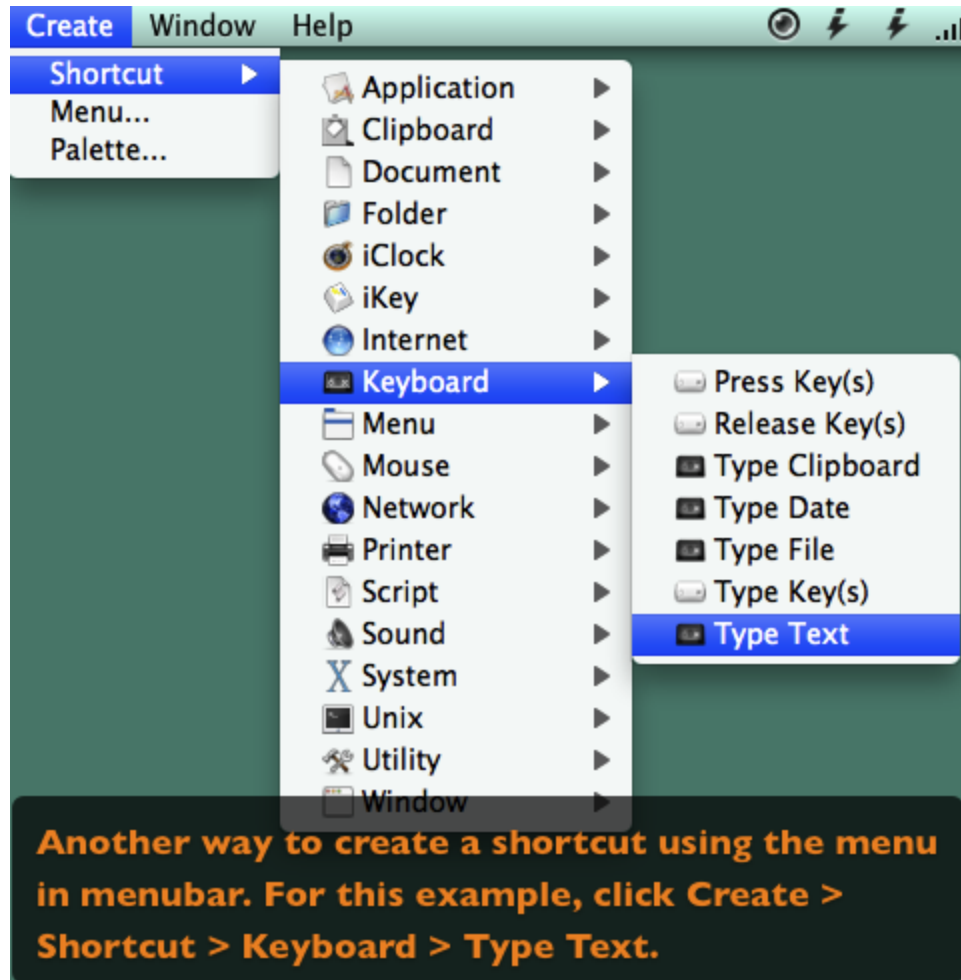 Create Window Help
Shortcut
Menu...
Palette...
Application
Clipboard
Document
Folder
iClock
iKey
Internet
Keyboard
Menu
Mouse
Network
Printer
Script
Sound
System
Unix
Utility
Window
Press Key(s)
Release Key(s)
Type Clipboard
Type Date
Type File
Type Key(s)
Type Text
Another way to create a shortcut using the menu
in menubar. For this example, click Create >
Shortcut > Keyboard > Type Text.